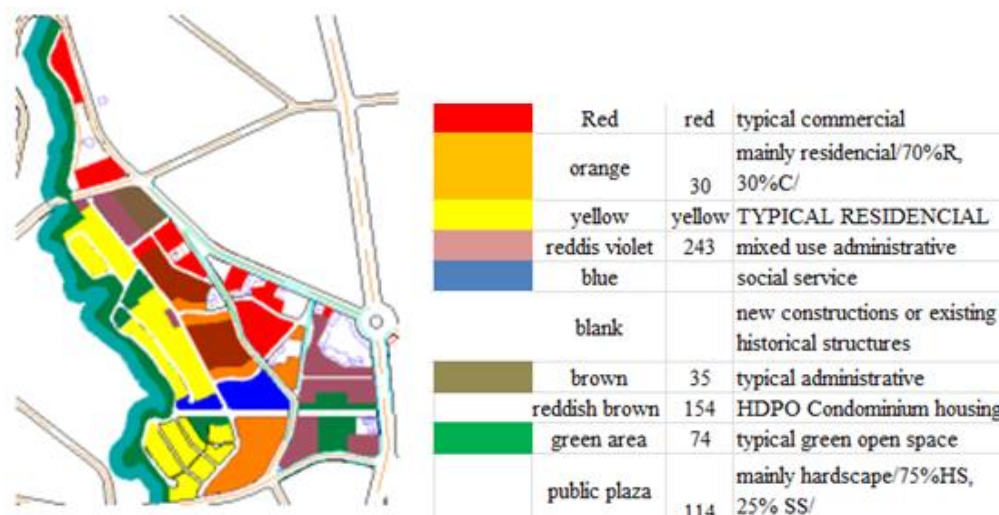 Red red typical commercial
mainly residencial/70%R,
orange 30 30%C/
yellow yellow TYPICAL RESIDENCIAL
reddis violet 243 mixed use administrative
blue social service
new constructions or existing
blank historical structures
brown 35 typical administrative
reddish brown 154 HDPO Condominium housing
green area 74 typical green open space
mainly hardscape/75%HS,
public plaza 114 25% SS/